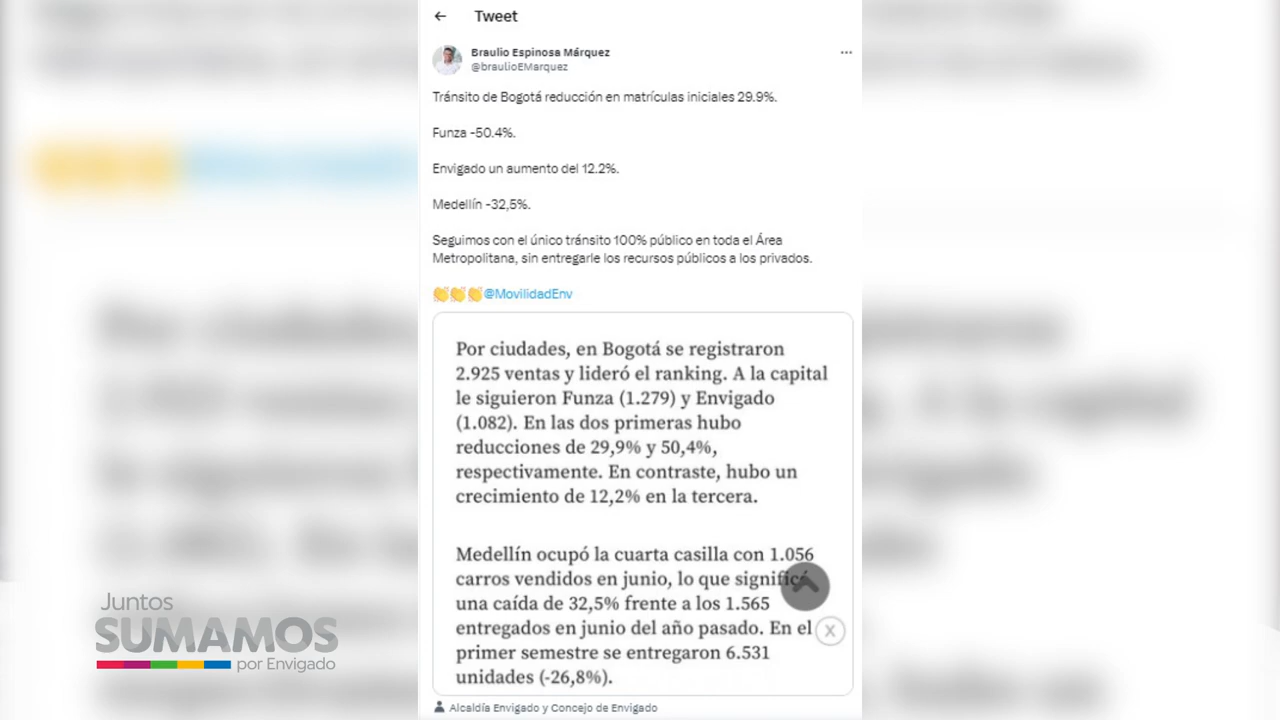 Tweet
Braulio Espinosa Márquez
@braulioEMarquez
Tránsito de Bogotá reducción en matrículas iniciales 29.9%.
Funza -50.4%.
Envigado un aumento del 12.2%.
Medellín -32,5%.
Seguimos con el único tránsito 100% público en toda el Área
Metropolitana, sin entregarle los recursos públicos a los privados.
👏👏👏@MovilidadEnv
Por ciudades, en Bogotá se registraron
2.925 ventas y lideró el ranking. A la capital
le siguieron Funza (1.279) y Envigado
(1.082). En las dos primeras hubo
reducciones de 29,9% y 50,4%,
respectivamente. En contraste, hubo un
crecimiento de 12,2% en la tercera.
Medellín ocupó la cuarta casilla con 1.056
carros vendidos en junio, lo que significó
una caída de 32,5% frente a los 1.565
entregados en junio del año pasado. En el
primer semestre se entregaron 6.531
unidades (-26,8%).
Alcaldía Envigado y Concejo de Envigado
Juntos
SUMAMOS
por Envigado